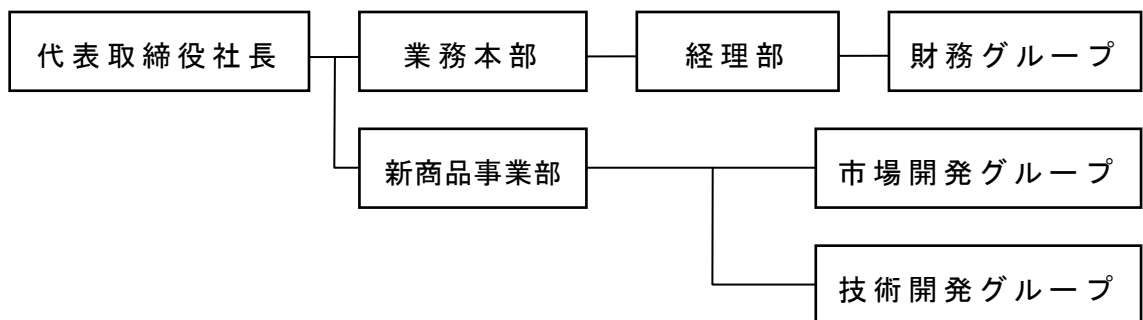 代表取締役社長
業務本部
経理部
財務グループ
新商品事業部
市場開発グループ
技術開発グループ